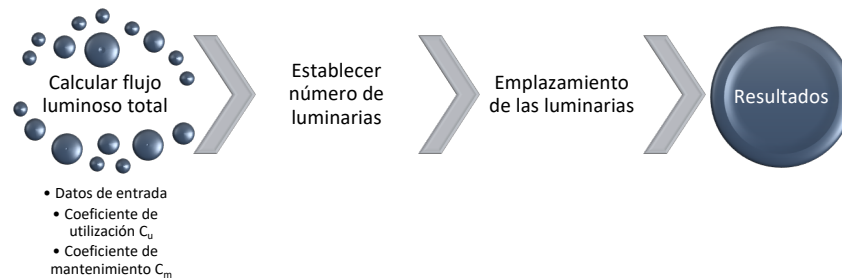 Calcular flujo
luminoso total
Establecer
número de
luminarias
Emplazamiento
de las luminarias
Resultados
• Datos de entrada
• Coeficiente de
utilización Cu
• Coeficiente de
mantenimiento Cm